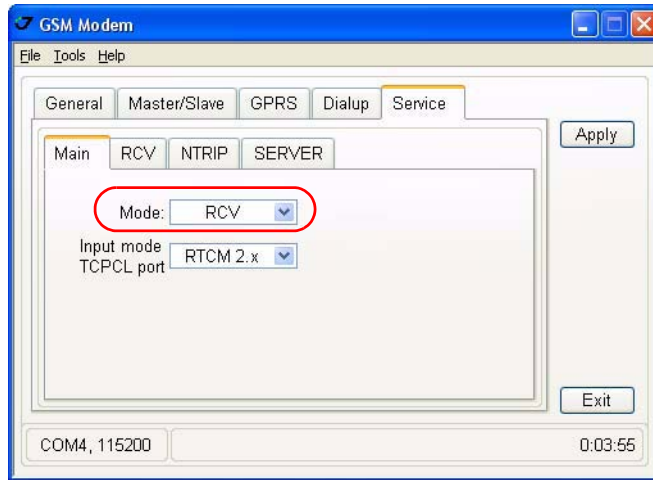 GSM Modem
File Tools Help
General Master/Slave GPRS Dialup Service
Apply
Main RCV NTRIP SERVER
Mode: RCV
Input mode
TCPCL port RTCM 2.x
Exit
COM4, 115200 0:03:55